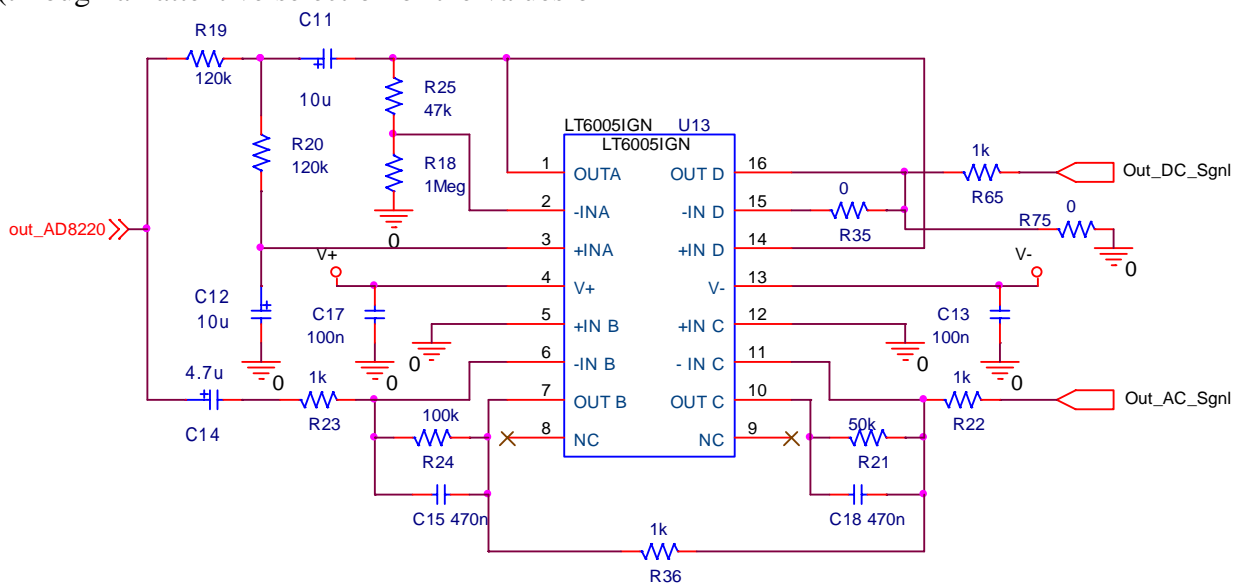 R19
120k
C11
10u
R25
47k
R20
120k
R18
1Meg
0
out_AD8220
V+
C12
10u
0
C17
100n
0
0
4.7u
C14
1k
R23
100k
R24
C15 470n
1k
R36
LT6005IGN U13
LT6005IGN
1 OUTA OUT D 16
2 -INA -IN D 15
3 +INA +IN D 14
4 V+ V- 13
5 +IN B +IN C 12
6 -IN B - IN C 11
7 OUT B OUT C 10
8 NC NC 9
1k
R65
Out_DC_Sgnl
0
R35
R75
0
0
V-
C13
100n
0
0
1k
R22
Out_AC_Sgnl
50k
R21
C18 470n